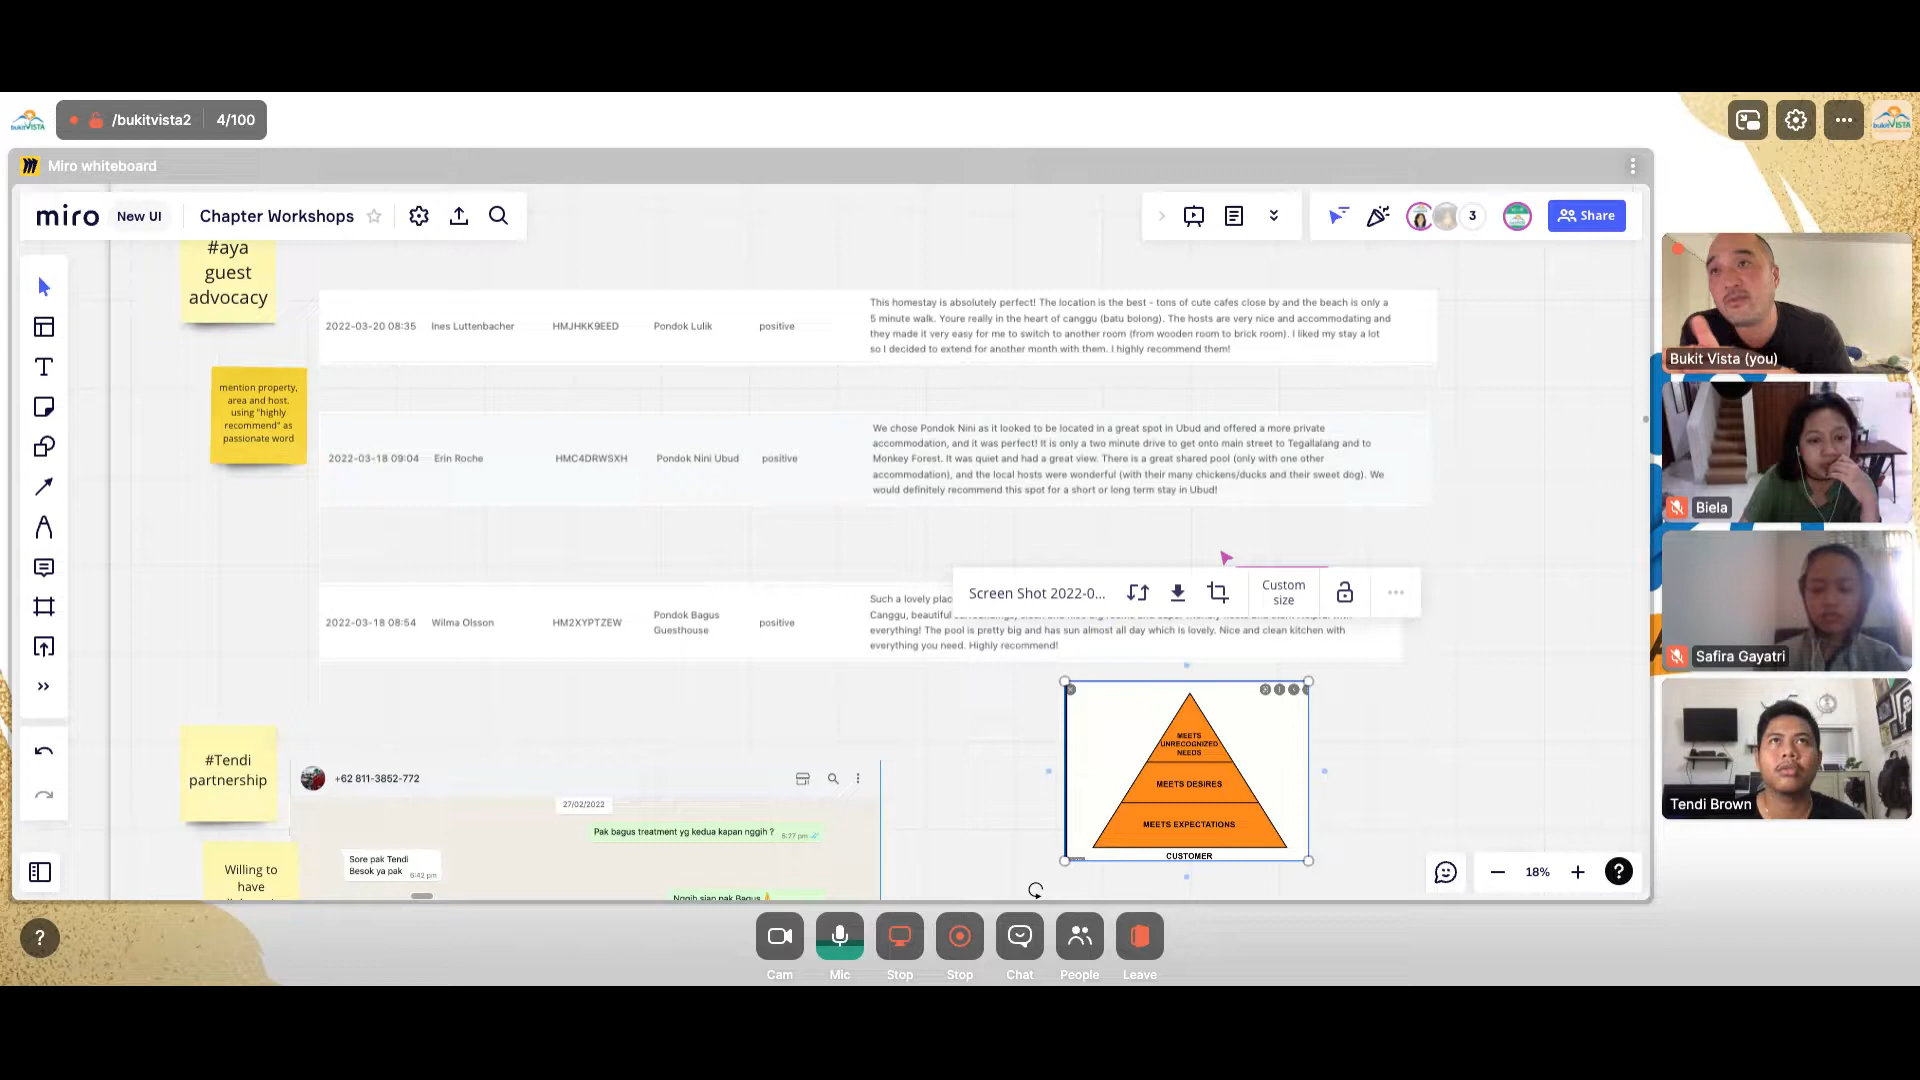 bukitVISTA
/bukitvista2 4/100
bukitVISTA
Miro whiteboard
miro New UI Chapter Workshops
3 Share
#aya
guest
advocacy
mention property,
area and host.
using "highly
recommend" as
passionate word
2022-03-20 08:35 Ines Luttenbacher HMJHKK9EED Pondok Lulik positive
This homestay is absolutely perfect! The location is the best - tons of cute cafes close by and the beach is only a
5 minute walk. Youre really in the heart of canggu (batu bolong). The hosts are very nice and accommodating and
they made it very easy for me to switch to another room (from wooden room to brick room). I liked my stay a lot
so I decided to extend for another month with them. I highly recommend them!
2022-03-18 09:04 Erin Roche HMC4DRWSXH Pondok Nini Ubud positive
We chose Pondok Nini as it looked to be located in a great spot in Ubud and offered a more private
accommodation, and it was perfect! It is only a two minute drive to get onto main street to Tegallalang and to
Monkey Forest. It was quiet and had a great view. There is a great shared pool (only with one other
accommodation), and the local hosts were wonderful (with their many chickens/ducks and their sweet dog). We
would definitely recommend this spot for a short or long term stay in Ubud!
Screen Shot 2022-0...
Custom
size
2022-03-18 08:54 Wilma Olsson HM2XYPTZEW
Pondok Bagus
Guesthouse
positive
Such a lovely plac
Canggu, beautiful
everything! The pool is pretty big and has sun almost all day which is lovely. Nice and clean kitchen with
everything you need. Highly recommend!
MEETS
UNRECOGNIZED
NEEDS
MEETS DESIRES
MEETS EXPECTATIONS
CUSTOMER
#Tendi
partnership
Willing to
have
+62 811-3852-772
27/02/2022
Pak bagus treatment yg kedua kapan nggih ? 5:27 pm
Sore pak Tendi
Besok ya pak 6:42 pm
Nggih siap pak Bagus
18%
?
Bukit Vista (you)
Biela
Safira Gayatri
Tendi Brown
?
Cam Mic Stop Stop Chat People Leave